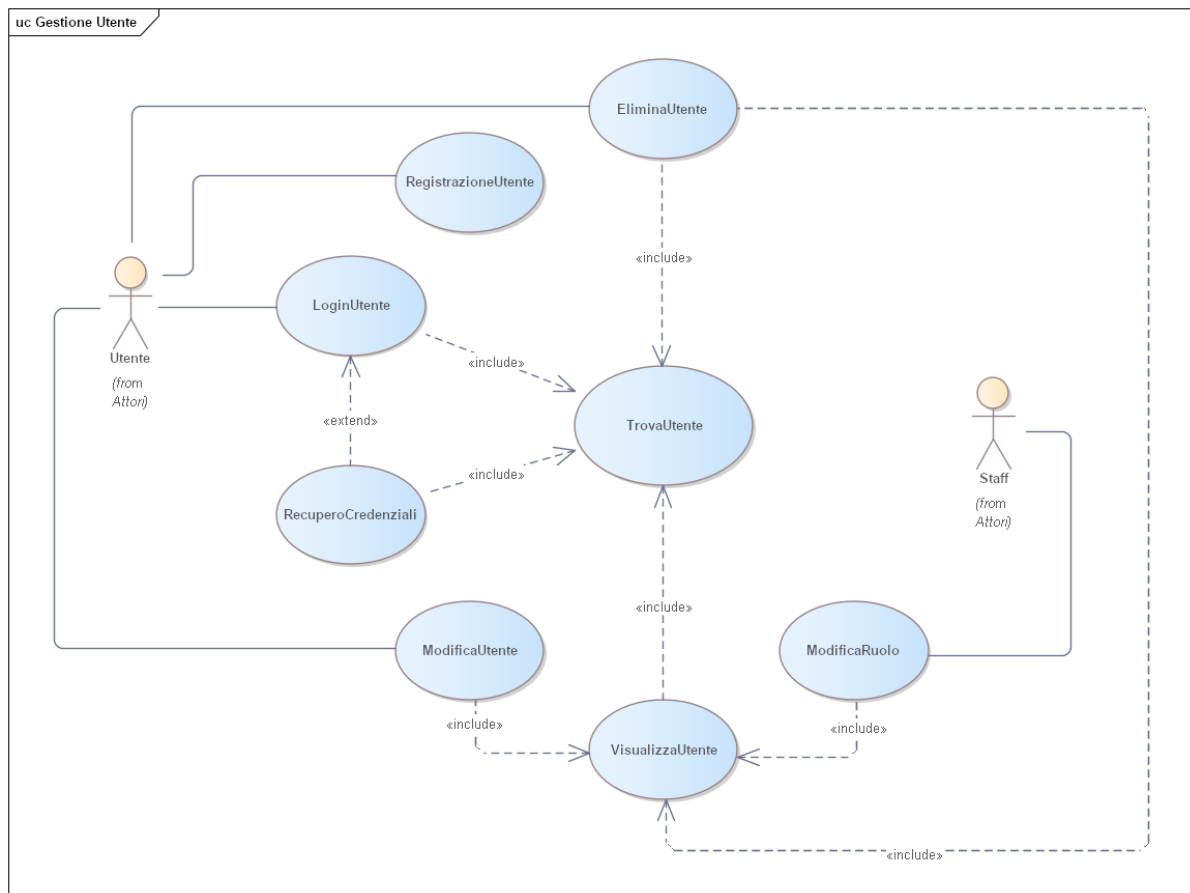 uc Gestione Utente
EliminaUtente
RegistrazioneUtente
«include»
LoginUtente
Utente
(from
Attori)
«include»
«extend»
TrovaUtente
«include»
Staff
(from
Attori)
RecuperoCredenziali
«include»
ModificaUtente
ModificaRuolo
«include»
«include»
VisualizzaUtente
«include»